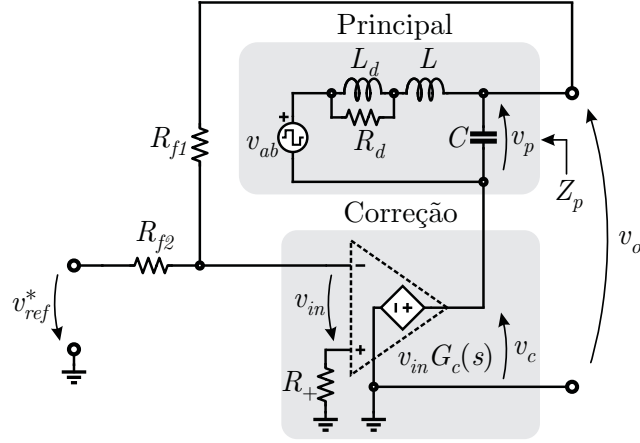 Principal
L_d
L
R_d
v_ab
+
C
v_p
Z_p
R_f1
R_f2
Correção
v_o
v*_ref
v_in
−
+
− +
v_in G_c(s)
v_c
R_+